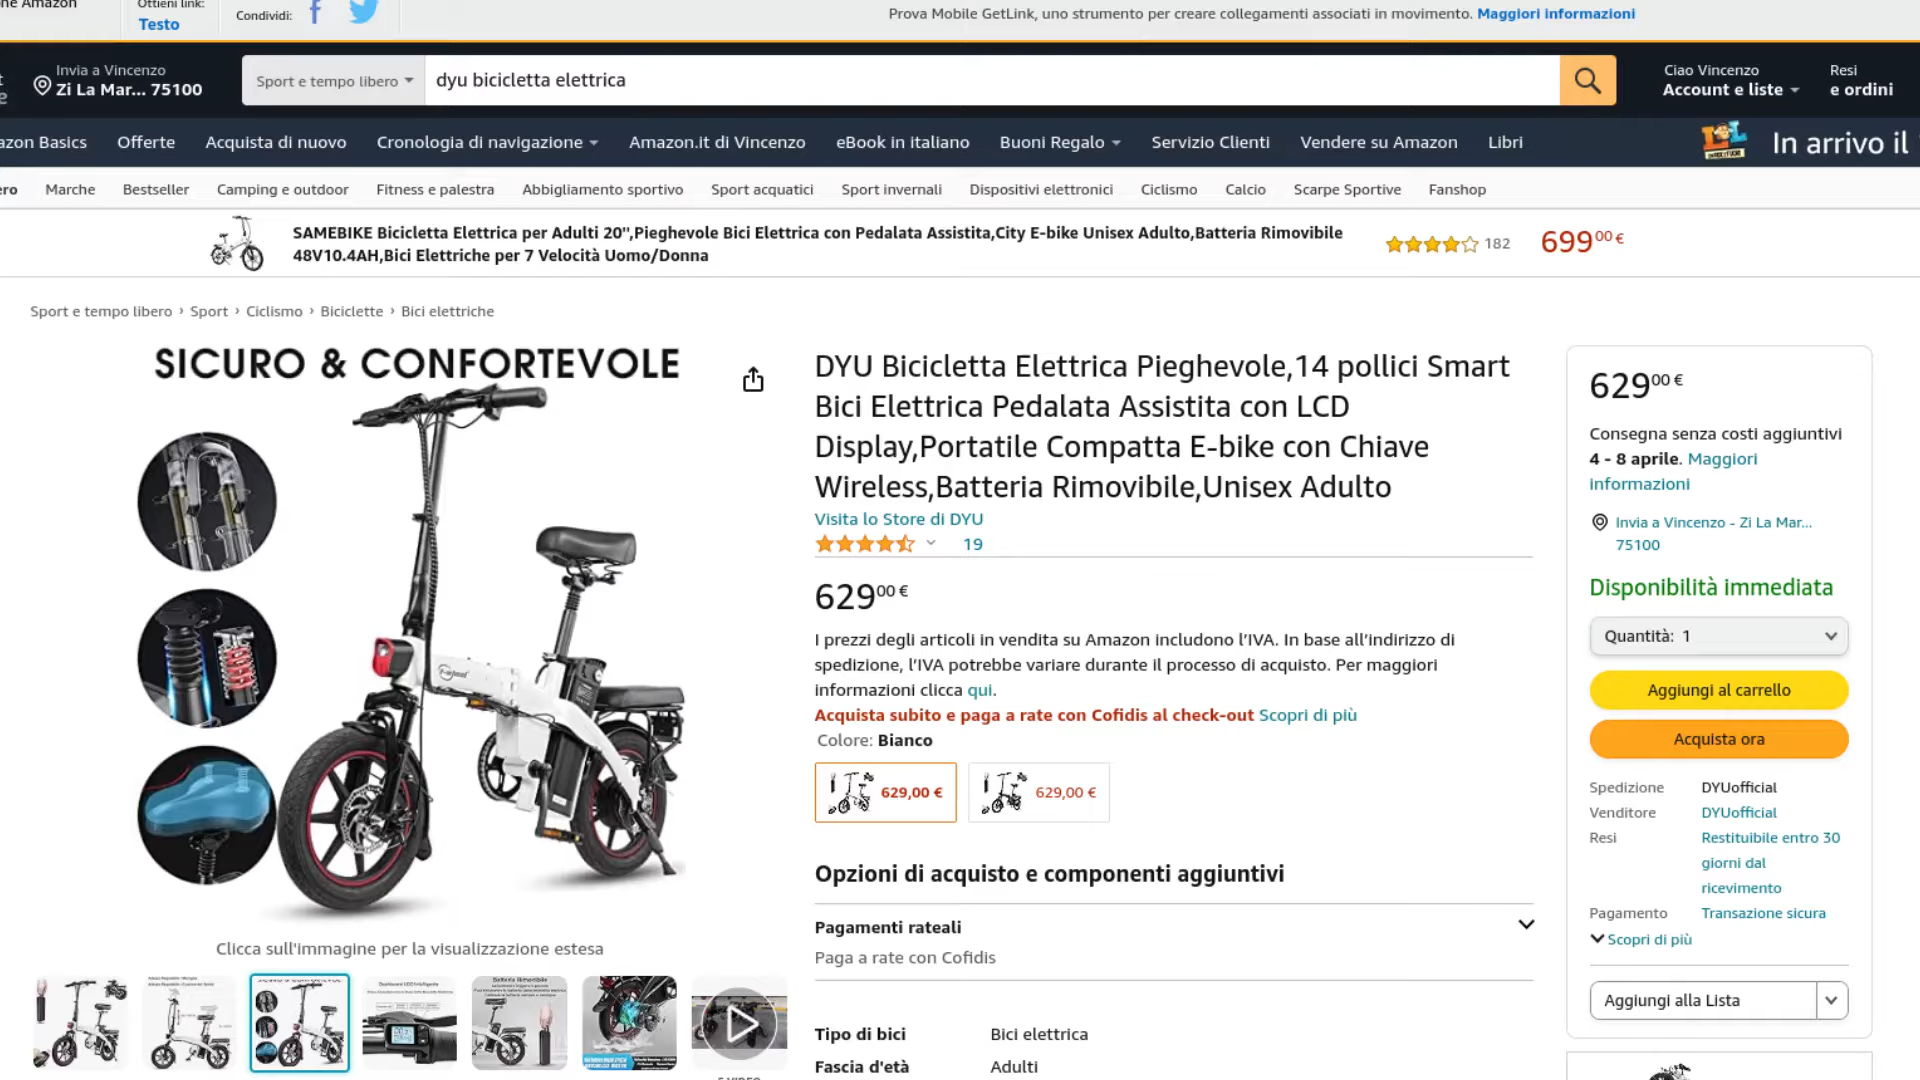 ne Amazon
Ottieni link:
Testo
Condividi:
Prova Mobile GetLink, uno strumento per creare collegamenti associati in movimento. Maggiori informazioni
Invia a Vincenzo
Zi La Mar... 75100
Sport e tempo libero
dyu bicicletta elettrica
Ciao Vincenzo
Account e liste
Resi
e ordini
azon Basics
Offerte
Acquista di nuovo
Cronologia di navigazione
Amazon.it di Vincenzo
eBook in italiano
Buoni Regalo
Servizio Clienti
Vendere su Amazon
Libri
In arrivo il
ero
Marche
Bestseller
Camping e outdoor
Fitness e palestra
Abbigliamento sportivo
Sport acquatici
Sport invernali
Dispositivi elettronici
Ciclismo
Calcio
Scarpe Sportive
Fanshop
SAMEBIKE Bicicletta Elettrica per Adulti 20'',Pieghevole Bici Elettrica con Pedalata Assistita,City E-bike Unisex Adulto,Batteria Rimovibile
48V10.4AH,Bici Elettriche per 7 Velocità Uomo/Donna
182
699,00 €
Sport e tempo libero › Sport › Ciclismo › Biciclette › Bici elettriche
SICURO & CONFORTEVOLE
Clicca sull'immagine per la visualizzazione estesa
Batteria Rimovibile
5 VIDEO
DYU Bicicletta Elettrica Pieghevole,14 pollici Smart
Bici Elettrica Pedalata Assistita con LCD
Display,Portatile Compatta E-bike con Chiave
Wireless,Batteria Rimovibile,Unisex Adulto
Visita lo Store di DYU
19
62900 €
I prezzi degli articoli in vendita su Amazon includono l'IVA. In base all'indirizzo di
spedizione, l'IVA potrebbe variare durante il processo di acquisto. Per maggiori
informazioni clicca qui.
Acquista subito e paga a rate con Cofidis al check-out Scopri di più
Colore: Bianco
629,00 €
629,00 €
Opzioni di acquisto e componenti aggiuntivi
Pagamenti rateali
Paga a rate con Cofidis
Tipo di bici
Bici elettrica
Fascia d'età
Adulti
62900 €
Consegna senza costi aggiuntivi
4 - 8 aprile. Maggiori
informazioni
Invia a Vincenzo - Zi La Mar...
75100
Disponibilità immediata
Quantità: 1
Aggiungi al carrello
Acquista ora
Spedizione
DYUofficial
Venditore
DYUofficial
Resi
Restituibile entro 30
giorni dal
ricevimento
Pagamento
Transazione sicura
Scopri di più
Aggiungi alla Lista